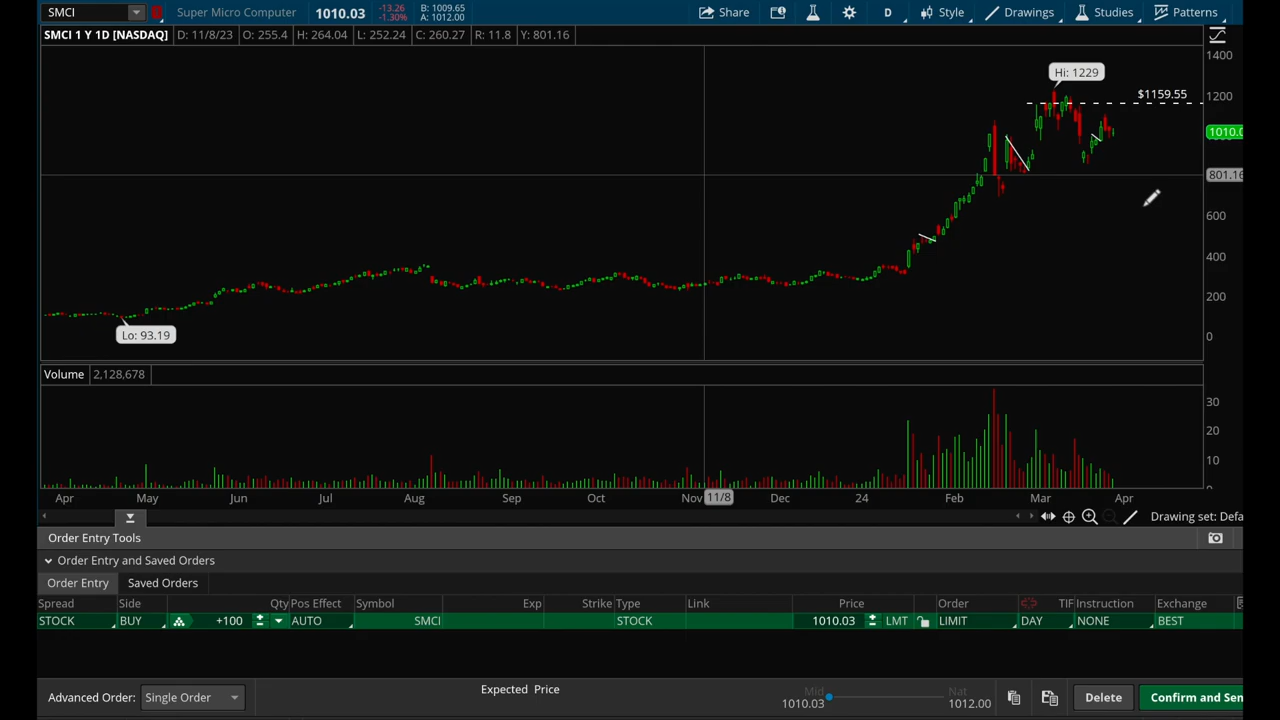 SMCI Super Micro Computer 1010.03 -13.26 -1.30% B: 1009.65 A: 1012.00 Share D Style Drawings Studies Patterns
SMCI 1 Y 1D [NASDAQ] D: 11/8/23 O: 255.4 H: 264.04 L: 252.24 C: 260.27 R: 11.8 Y: 801.16
1400
Hi: 1229
$1159.55
1200
1010.0
801.16
600
400
200
Lo: 93.19
0
Volume 2,128,678
30
20
10
Apr May Jun Jul Aug Sep Oct Nov 11/8 Dec 24 Feb Mar Apr
Drawing set: Defa
Order Entry Tools
Order Entry and Saved Orders
Order Entry Saved Orders
Spread Side Qty Pos Effect Symbol Exp Strike Type Link Price Order TIF Instruction Exchange
STOCK BUY +100 AUTO SMCI STOCK 1010.03 LMT LIMIT DAY NONE BEST
Advanced Order: Single Order Expected Price Mid 1010.03 Nat 1012.00 Delete Confirm and Sen